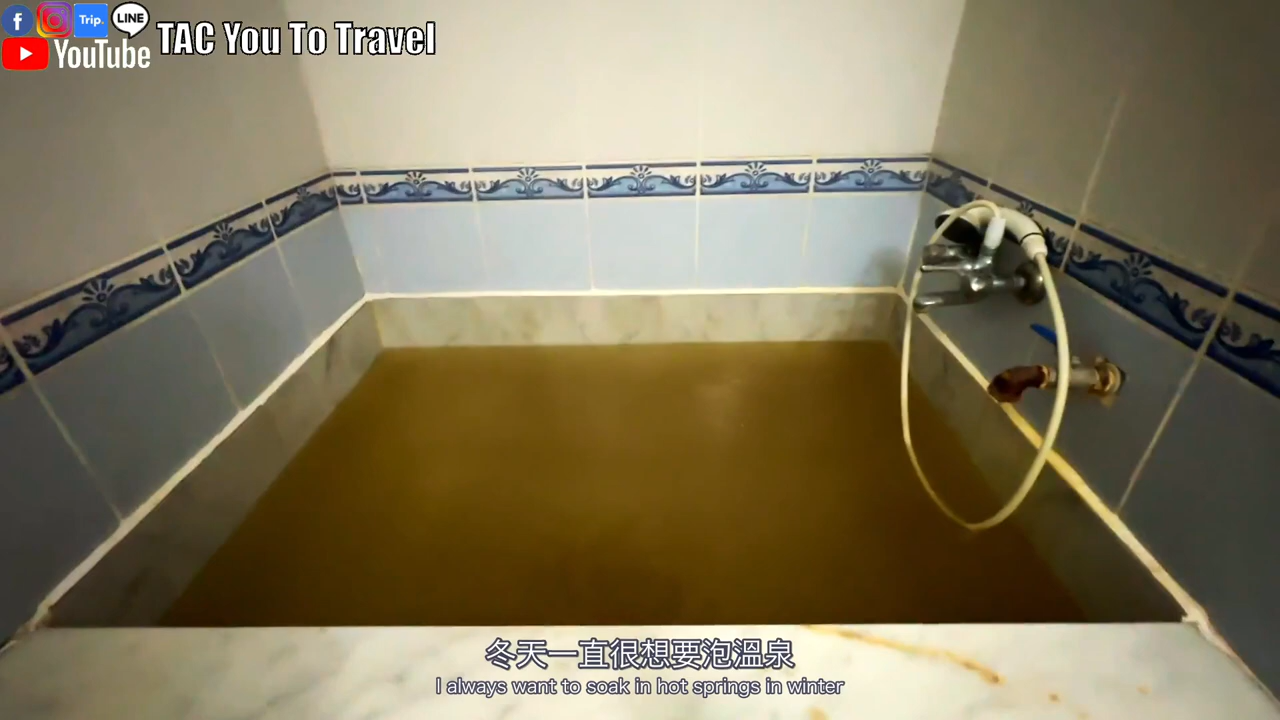 f
Trip.
LINE
YouTube
TAC You To Travel
冬天一直很想要泡溫泉
I always want to soak in hot springs in winter